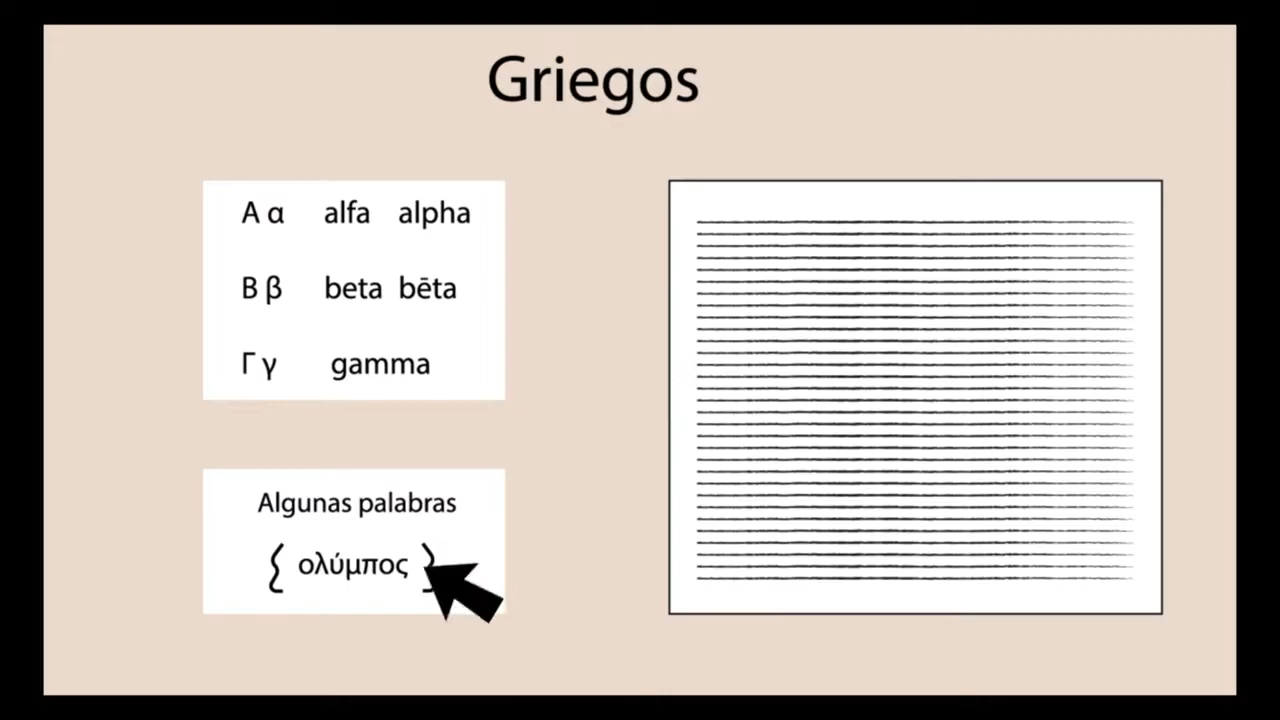 Griegos
Α α alfa alpha
Β β beta bēta
Γ γ gamma
Algunas palabras
{ ολύμπος }